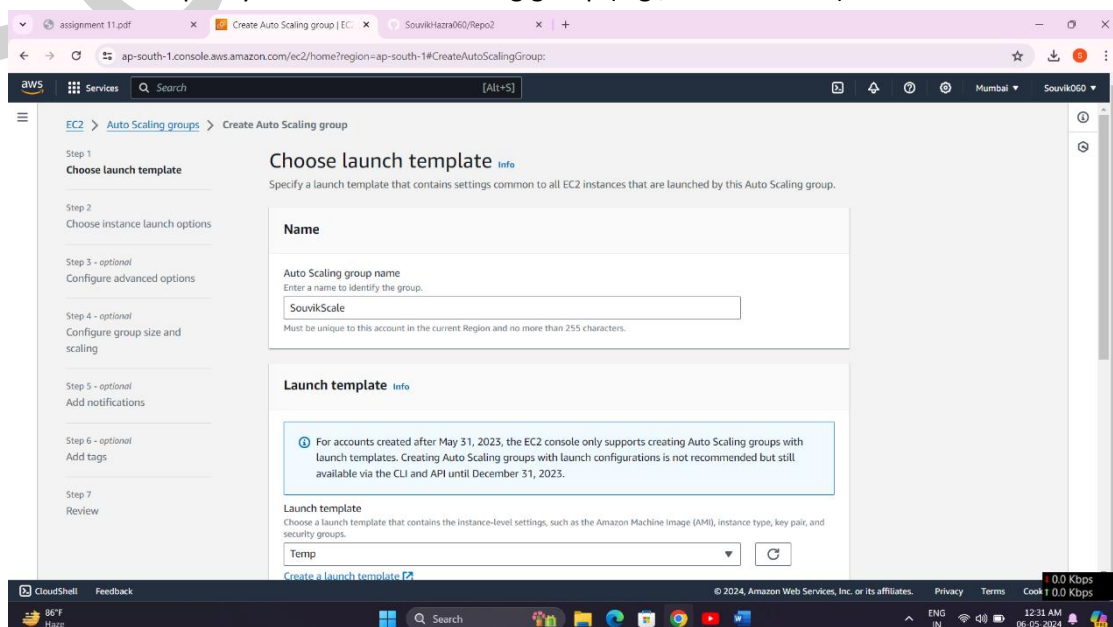 assignment 11.pdf
Create Auto Scaling group | EC
SouvikHazra060/Repo2
ap-south-1.console.aws.amazon.com/ec2/home?region=ap-south-1#CreateAutoScalingGroup:
S
aws
Services
Search
[Alt+S]
Mumbai
Souvik060
EC2 > Auto Scaling groups > Create Auto Scaling group
Step 1
Choose launch template
Step 2
Choose instance launch options
Step 3 - optional
Configure advanced options
Step 4 - optional
Configure group size and
scaling
Step 5 - optional
Add notifications
Step 6 - optional
Add tags
Step 7
Review
Choose launch template Info
Specify a launch template that contains settings common to all EC2 instances that are launched by this Auto Scaling group.
Name
Auto Scaling group name
Enter a name to identify the group.
SouvikScale
Must be unique to this account in the current Region and no more than 255 characters.
Launch template Info
For accounts created after May 31, 2023, the EC2 console only supports creating Auto Scaling groups with
launch templates. Creating Auto Scaling groups with launch configurations is not recommended but still
available via the CLI and API until December 31, 2023.
Launch template
Choose a launch template that contains the instance-level settings, such as the Amazon Machine Image (AMI), instance type, key pair, and
security groups.
Temp
Create a launch template
CloudShell Feedback
© 2024, Amazon Web Services, Inc. or its affiliates. Privacy Terms Cook
0.0 Kbps
0.0 Kbps
86°F
Haze
Search
ENG
IN
12:31 AM
06-05-2024